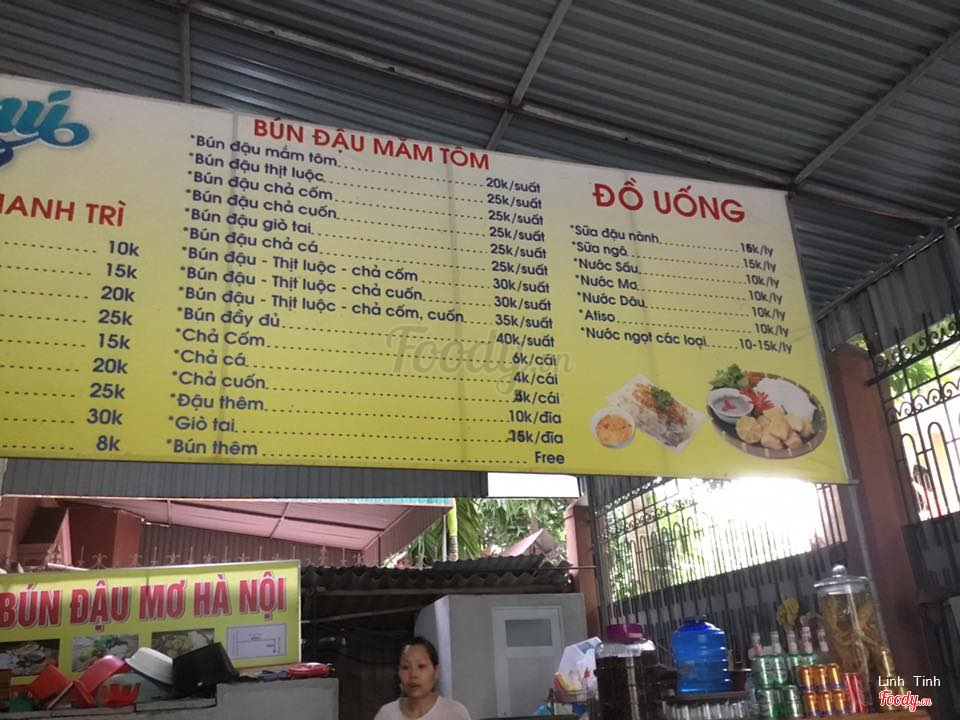 BÚN ĐẬU MẮM TÔM
*Bún đậu mắm tôm 20k/suất
*Bún đậu thịt luộc 25k/suất
*Bún đậu chả cốm 25k/suất
*Bún đậu chả cuốn 25k/suất
*Bún đậu giò tai 25k/suất
*Bún đậu chả cá 25k/suất
*Bún đậu - Thịt luộc - chả cốm 30k/suất
*Bún đậu - Thịt luộc - chả cuốn 30k/suất
*Bún đậu - Thịt luộc - chả cốm, cuốn 35k/suất
*Bún đầy đủ 40k/suất
*Chả Cốm 6k/cái
*Chả cá 4k/cái
*Chả cuốn k/cái
*Đậu thêm 10k/đĩa
*Giò tai 15k/đĩa
*Bún thêm Free
ĐỒ UỐNG
*Sữa đậu nành 15k/ly
*Sữa ngô 15k/ly
*Nước Sấu 10k/ly
*Nước Mơ 10k/ly
*Nước Dâu 10k/ly
*Atiso 10k/ly
*Nước ngọt các loại 10-15k/ly
HANH TRÌ
10k
15k
20k
25k
15k
20k
25k
30k
8k
Foody.vn
BÚN ĐẬU MƠ HÀ NỘI
Linh Tinh
Foody.vn